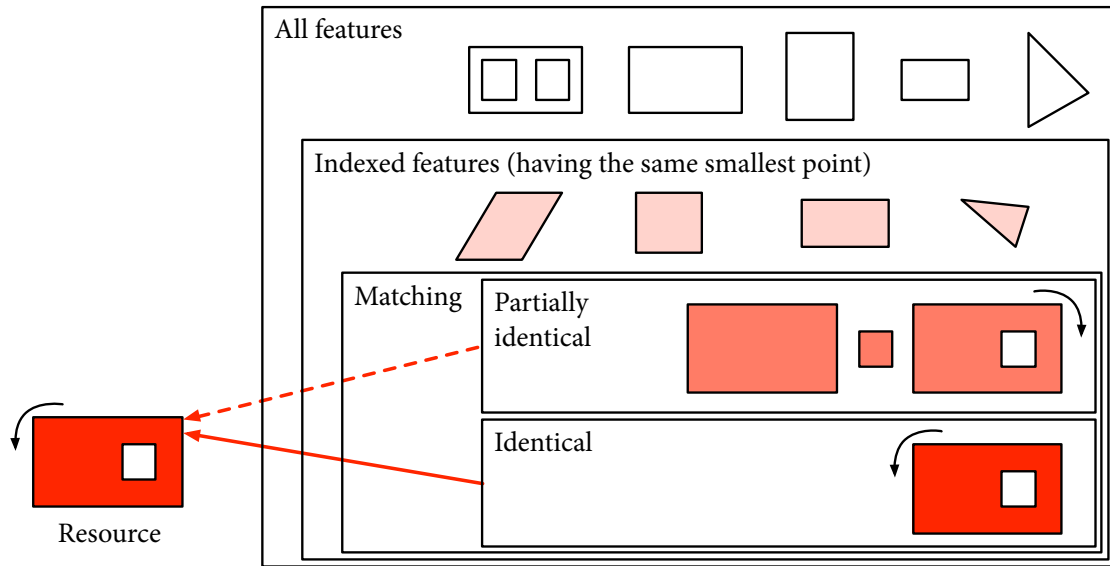 All features
Indexed features (having the same smallest point)
Matching
Partially
identical
Identical
Resource